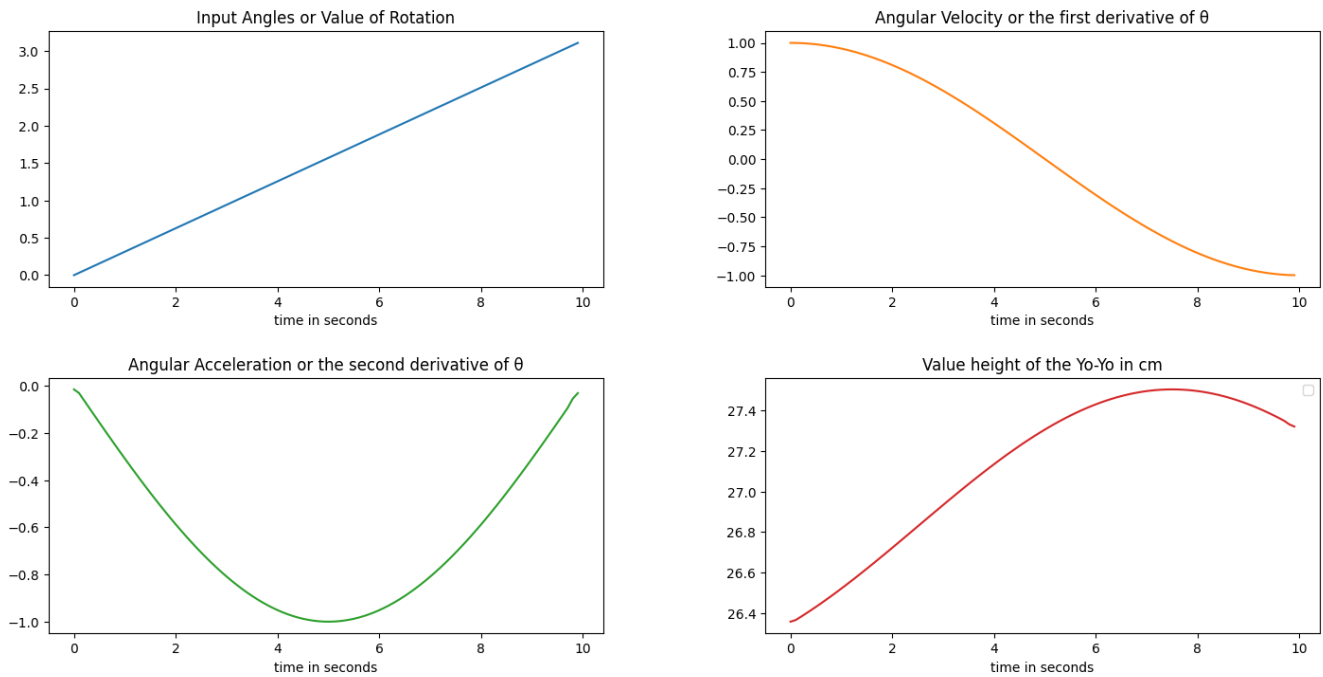 Input Angles or Value of Rotation
3.0
2.5
2.0
1.5
1.0
0.5
0.0
0 2 4 6 8 10
time in seconds
Angular Velocity or the first derivative of θ
1.00
0.75
0.50
0.25
0.00
−0.25
−0.50
−0.75
−1.00
0 2 4 6 8 10
time in seconds
Angular Acceleration or the second derivative of θ
0.0
−0.2
−0.4
−0.6
−0.8
−1.0
0 2 4 6 8 10
time in seconds
Value height of the Yo-Yo in cm
27.4
27.2
27.0
26.8
26.6
26.4
0 2 4 6 8 10
time in seconds